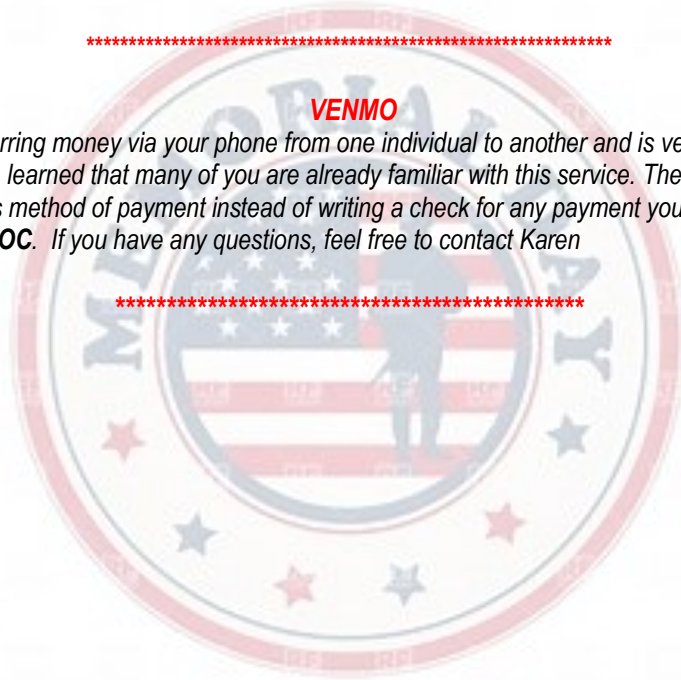 ****************************************************************
VENMO
rring money via your phone from one individual to another and is ve
learned that many of you are already familiar with this service. The
s method of payment instead of writing a check for any payment you
OC. If you have any questions, feel free to contact Karen
**********************************************
MEMORIAL DAY